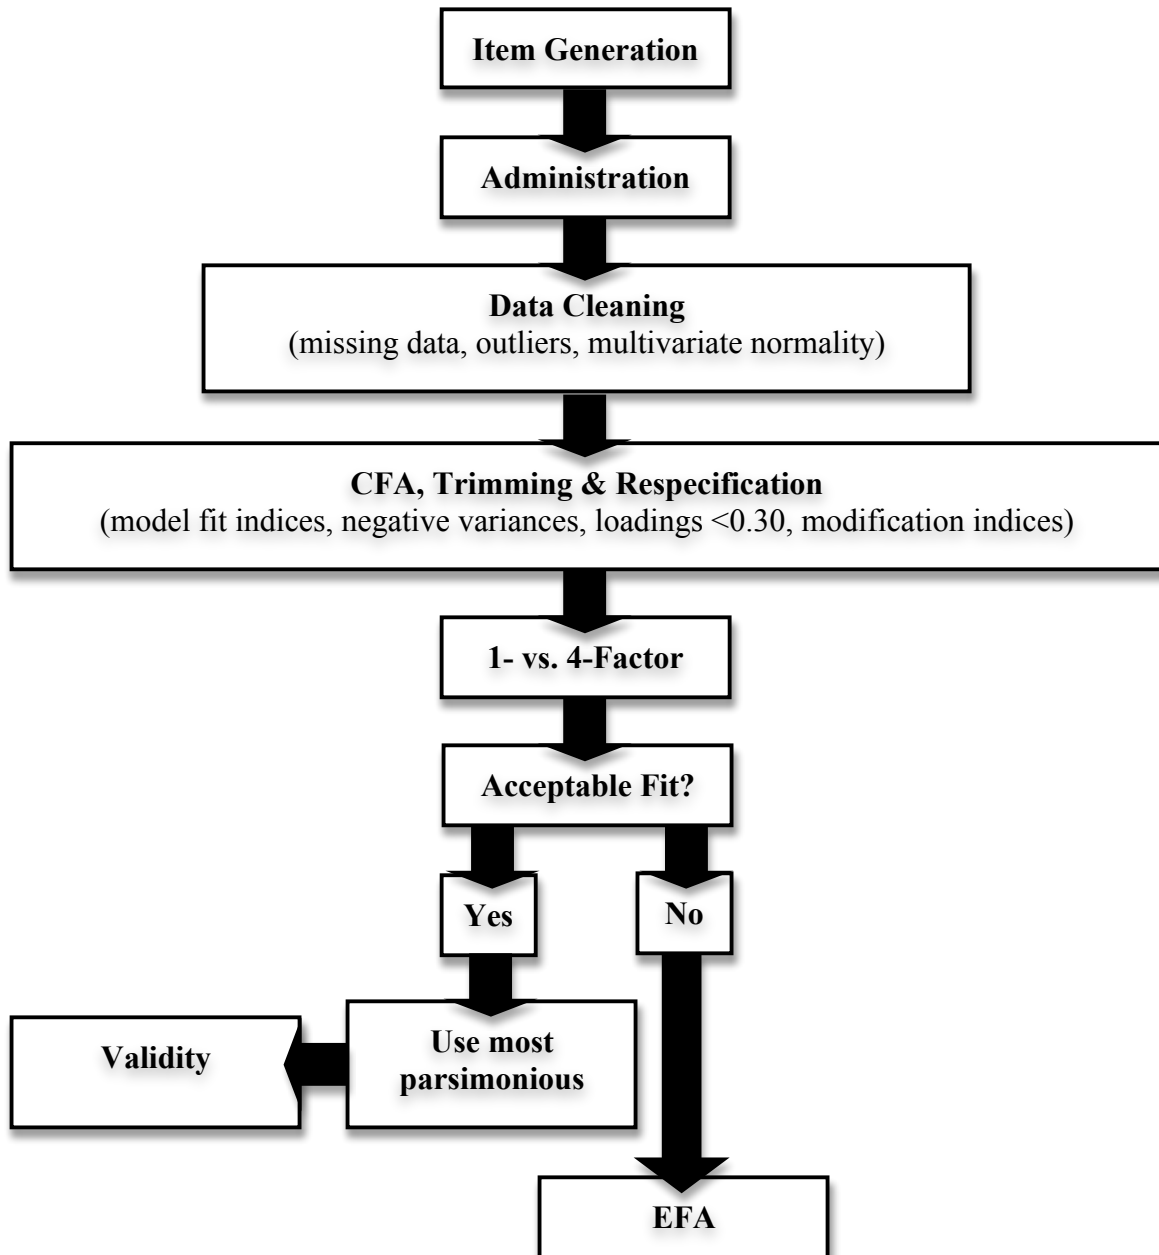 Item Generation
Administration
Data Cleaning
(missing data, outliers, multivariate normality)
CFA, Trimming & Respecification
(model fit indices, negative variances, loadings <0.30, modification indices)
1- vs. 4-Factor
Acceptable Fit?
Yes
No
Validity
Use most
parsimonious
EFA